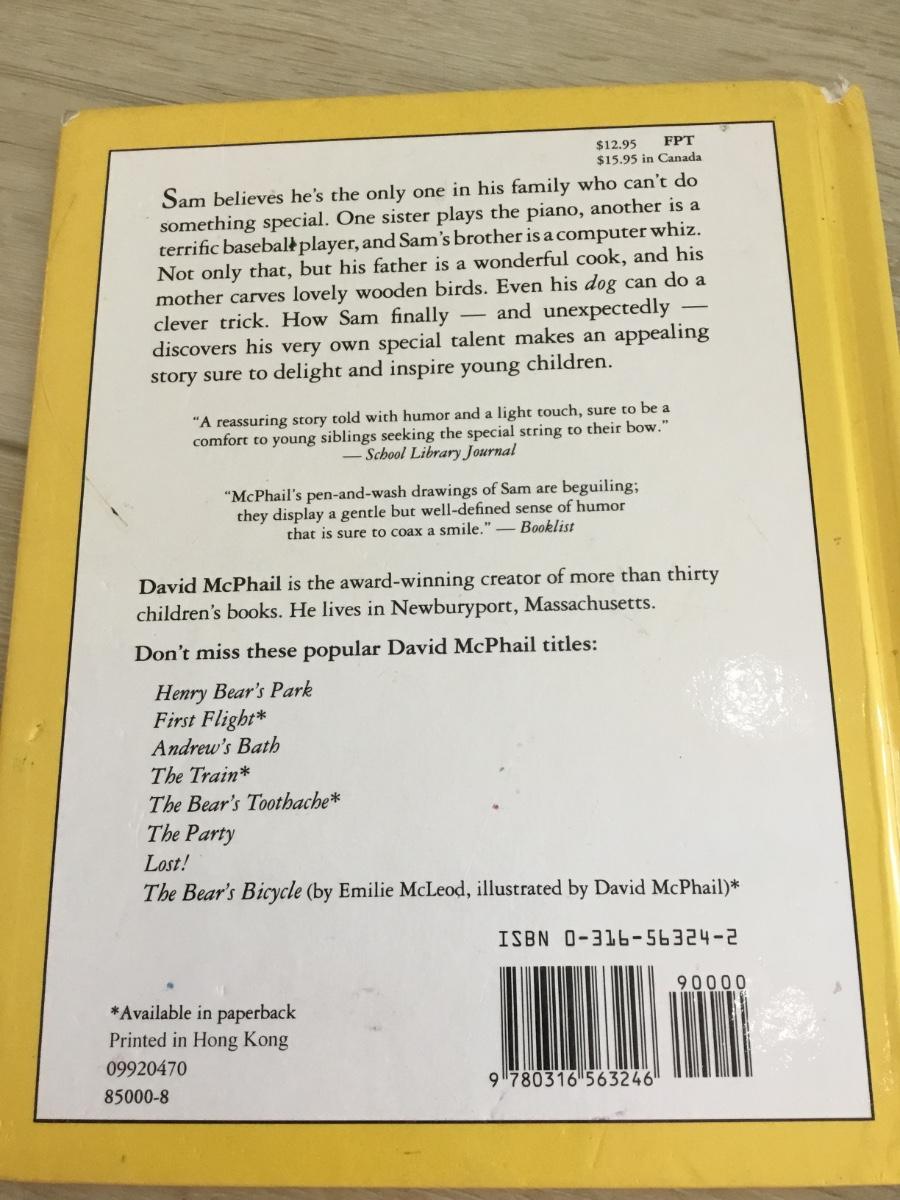 $12.95 FPT
$15.95 in Canada
Sam believes he's the only one in his family who can't do
something special. One sister plays the piano, another is a
terrific baseball player, and Sam's brother is a computer whiz.
Not only that, but his father is a wonderful cook, and his
mother carves lovely wooden birds. Even his dog can do a
clever trick. How Sam finally — and unexpectedly —
discovers his very own special talent makes an appealing
story sure to delight and inspire young children.
"A reassuring story told with humor and a light touch, sure to be a
comfort to young siblings seeking the special string to their bow."
— School Library Journal
"McPhail's pen-and-wash drawings of Sam are beguiling;
they display a gentle but well-defined sense of humor
that is sure to coax a smile." — Booklist
David McPhail is the award-winning creator of more than thirty
children's books. He lives in Newburyport, Massachusetts.
Don't miss these popular David McPhail titles:
Henry Bear's Park
First Flight*
Andrew's Bath
The Train*
The Bear's Toothache*
The Party
Lost!
The Bear's Bicycle (by Emilie McLeod, illustrated by David McPhail)*
ISBN 0-316-56324-2
90000
9 780316 563246
*Available in paperback
Printed in Hong Kong
09920470
85000-8